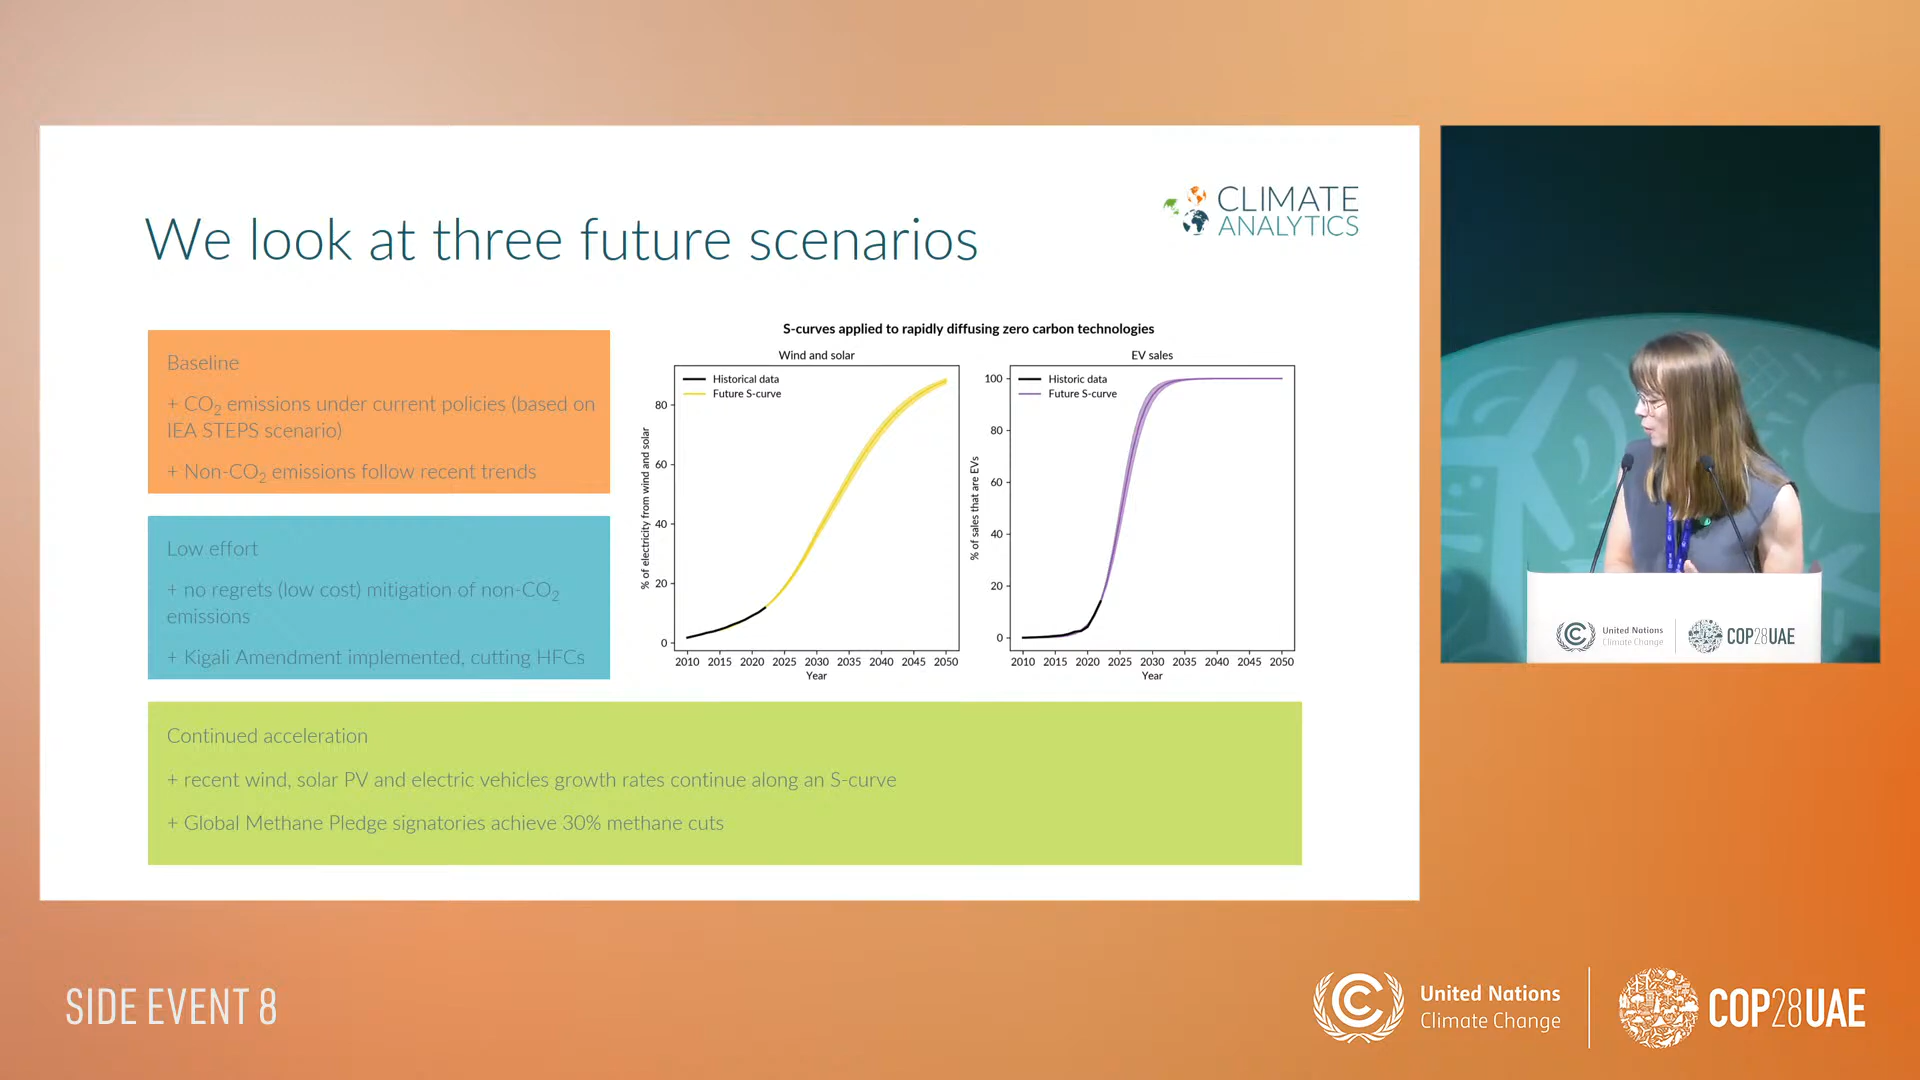 We look at three future scenarios
CLIMATE
ANALYTICS
Baseline
+ CO2 emissions under current policies (based on
IEA STEPS scenario)
+ Non-CO2 emissions follow recent trends
Low effort
+ no regrets (low cost) mitigation of non-CO2
emissions
+ Kigali Amendment implemented, cutting HFCs
S-curves applied to rapidly diffusing zero carbon technologies
Wind and solar
Historical data
Future S-curve
% of electricity from wind and solar
80
60
40
20
0
2010 2015 2020 2025 2030 2035 2040 2045 2050
Year
EV sales
Historic data
Future S-curve
% of sales that are EVs
100
80
60
40
20
0
2010 2015 2020 2025 2030 2035 2040 2045 2050
Year
Continued acceleration
+ recent wind, solar PV and electric vehicles growth rates continue along an S-curve
+ Global Methane Pledge signatories achieve 30% methane cuts
United Nations
Climate Change
COP28UAE
SIDE EVENT 8
United Nations
Climate Change
COP28UAE